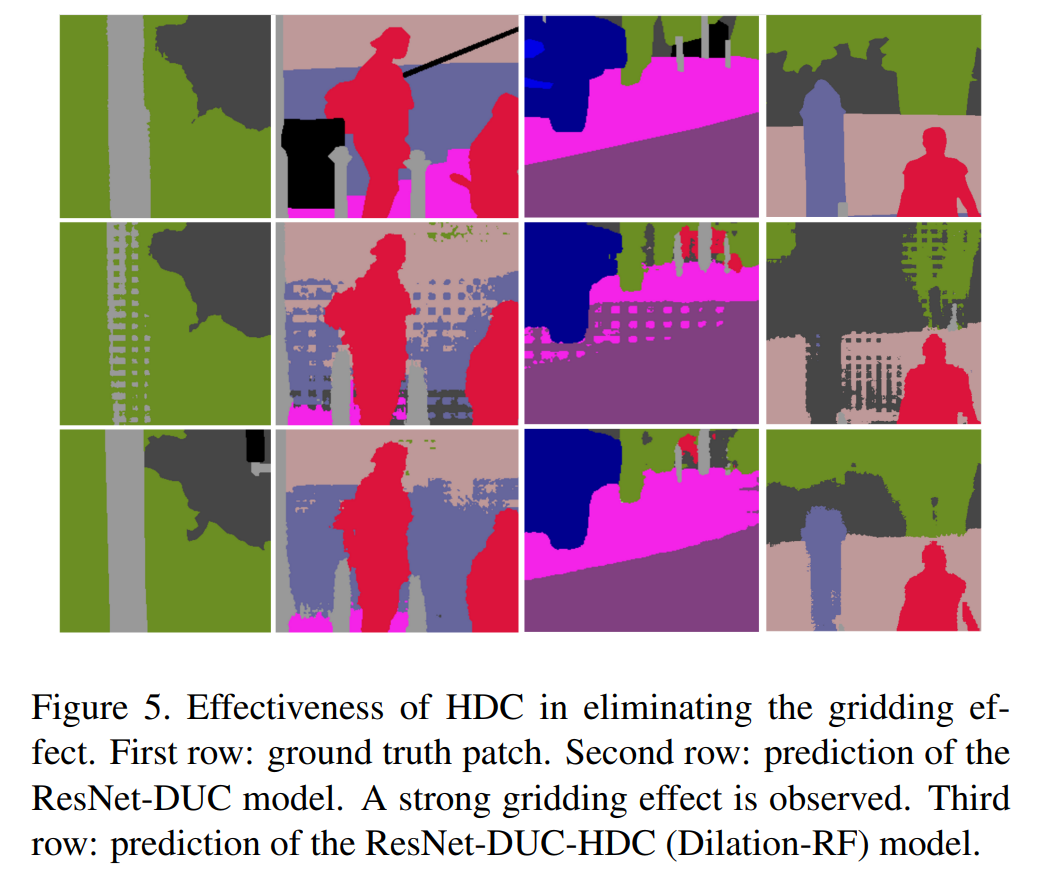 Figure 5. Effectiveness of HDC in eliminating the gridding ef-
fect. First row: ground truth patch. Second row: prediction of the
ResNet-DUC model. A strong gridding effect is observed. Third
row: prediction of the ResNet-DUC-HDC (Dilation-RF) model.